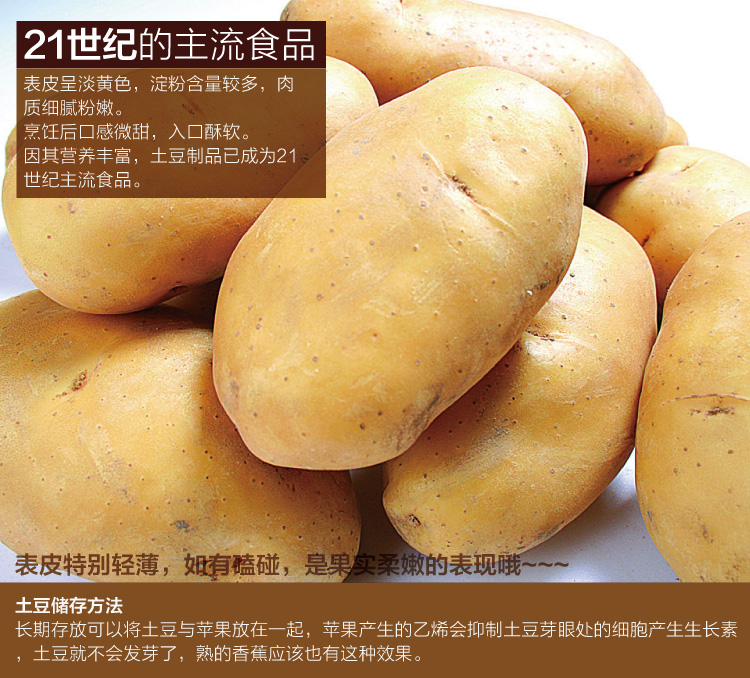 21世纪的主流食品
表皮呈淡黄色，淀粉含量较多，肉
质细腻粉嫩。
烹饪后口感微甜，入口酥软。
因其营养丰富，土豆制品已成为21
世纪主流食品。
表皮特别轻薄，如有磕碰，是果实柔嫩的表现哦~~~
土豆储存方法
长期存放可以将土豆与苹果放在一起，苹果产生的乙烯会抑制土豆芽眼处的细胞产生生长素
，土豆就不会发芽了，熟的香蕉应该也有这种效果。